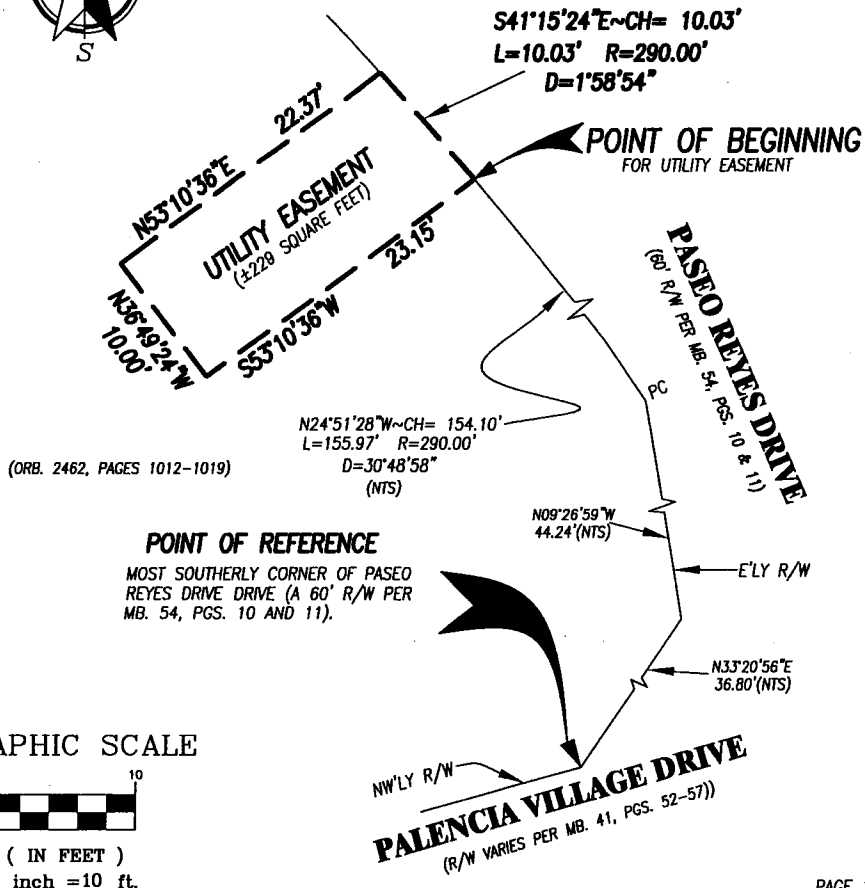 S
S41°15'24"E~CH= 10.03'
L=10.03' R=290.00'
D=1°58'54"
POINT OF BEGINNING
FOR UTILITY EASEMENT
22.37'
N53°10'36"E
UTILITY EASEMENT
(±229 SQUARE FEET)
23.15'
S53°10'36"W
N36°49'24"W
10.00'
PASEO REYES DRIVE
(60' R/W PER MB. 54, PGS. 10 & 11)
PC
N24°51'28"W~CH= 154.10'
L=155.97' R=290.00'
D=30°48'58"
(NTS)
(ORB. 2462, PAGES 1012-1019)
N09°26'59"W
44.24'(NTS)
POINT OF REFERENCE
MOST SOUTHERLY CORNER OF PASEO
REYES DRIVE DRIVE (A 60' R/W PER
MB. 54, PGS. 10 AND 11).
E'LY R/W
N33°20'56"E
36.80'(NTS)
APHIC SCALE
10
( IN FEET )
inch =10 ft.
NW'LY R/W
PALENCIA VILLAGE DRIVE
(R/W VARIES PER MB. 41, PGS. 52-57))
PAGE